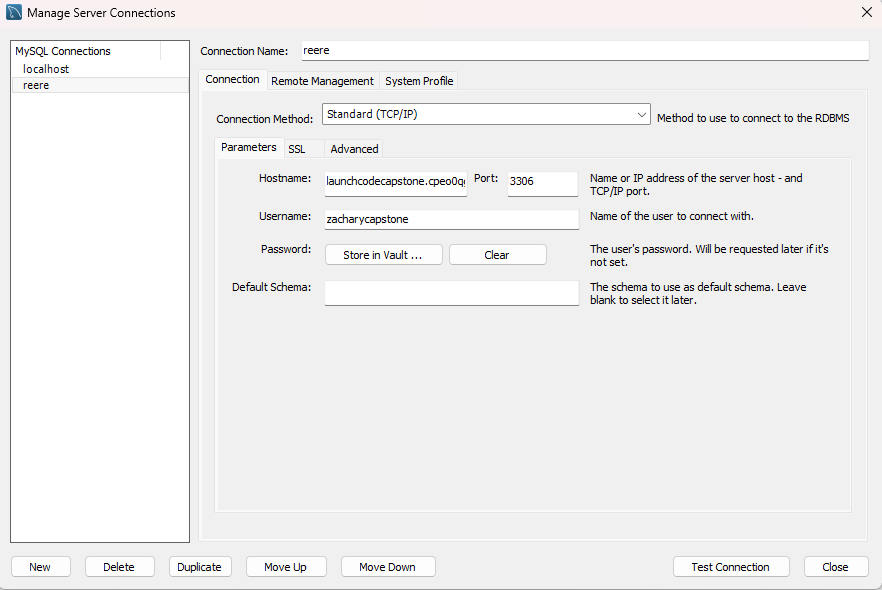 Manage Server Connections
MySQL Connections
localhost
reere
Connection Name: reere
Connection Remote Management System Profile
Connection Method: Standard (TCP/IP) Method to use to connect to the RDBMS
Parameters SSL Advanced
Hostname: Port: 3306 Name or IP address of the server host - and
TCP/IP port.
Username: zacharycapstone Name of the user to connect with.
Password: Store in Vault ... Clear The user's password. Will be requested later if it's
not set.
Default Schema: The schema to use as default schema. Leave
blank to select it later.
New Delete Duplicate Move Up Move Down Test Connection Close